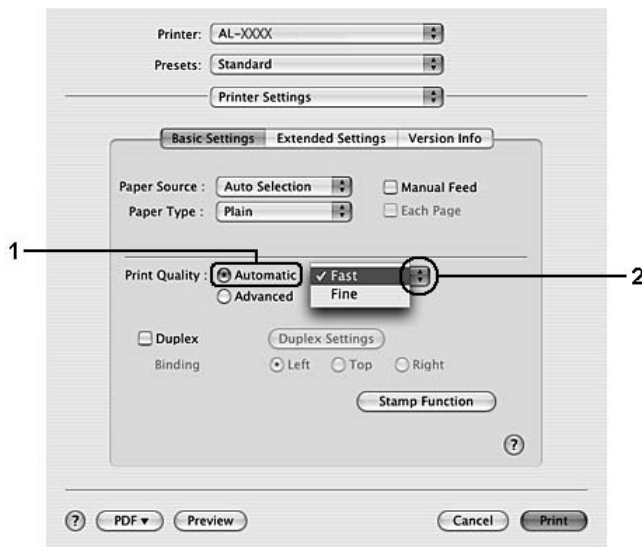 Printer: AL-XXXX
Presets: Standard
Printer Settings
Basic Settings Extended Settings Version Info
Paper Source : Auto Selection Manual Feed
Paper Type : Plain Each Page
1
Print Quality : Automatic ✓ Fast 2
Advanced Fine
Duplex Duplex Settings
Binding Left Top Right
Stamp Function
?
? PDF ▼ Preview Cancel Print